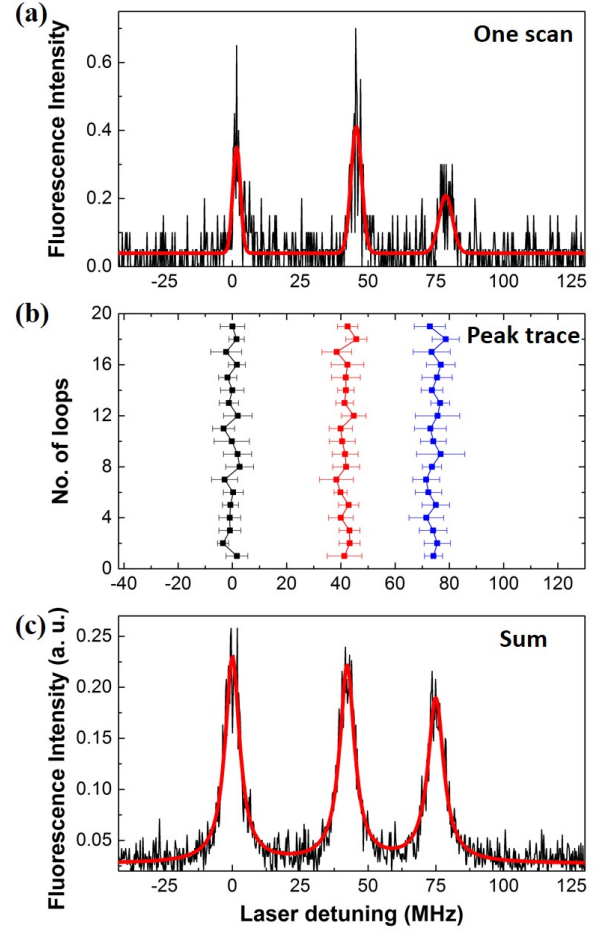 (a)
One scan
Fluorescence Intensity
0.6
0.4
0.2
0.0
-25 0 25 50 75 100 125
(b)
Peak trace
No. of loops
20
16
12
8
4
0
-40 -20 0 20 40 60 80 100 120
(c)
Sum
Fluorescence Intensity (a. u.)
0.25
0.20
0.15
0.10
0.05
-25 0 25 50 75 100 125
Laser detuning (MHz)